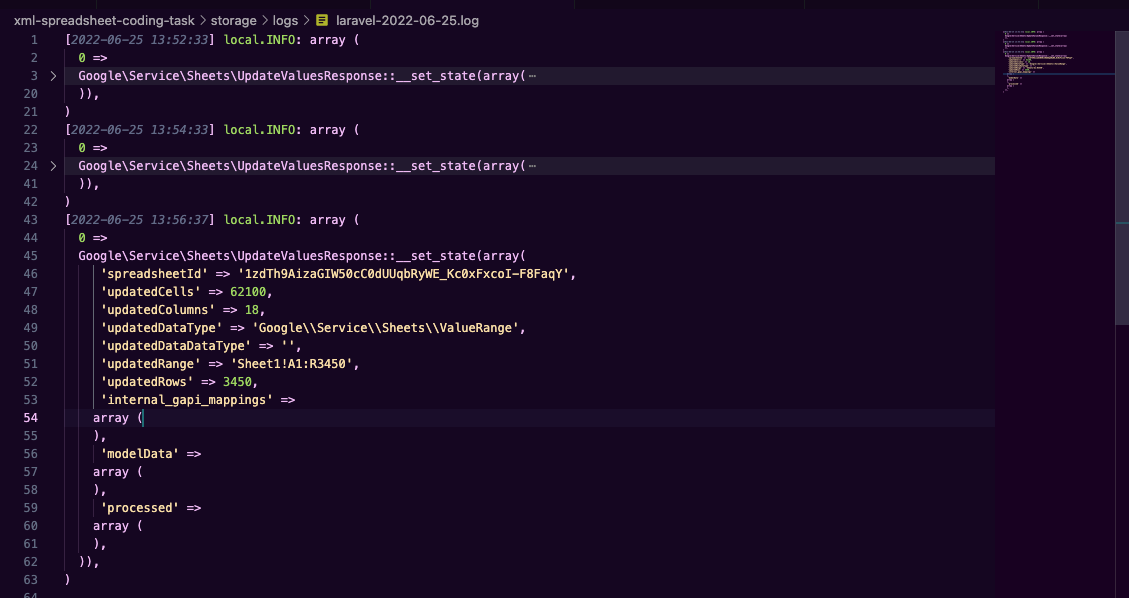 xml-spreadsheet-coding-task > storage > logs > laravel-2022-06-25.log
1 [2022-06-25 13:52:33] local.INFO: array (
2 0 =>
3 Google\Service\Sheets\UpdateValuesResponse::__set_state(array(⋯
20 )),
21 )
22 [2022-06-25 13:54:33] local.INFO: array (
23 0 =>
24 Google\Service\Sheets\UpdateValuesResponse::__set_state(array(⋯
41 )),
42 )
43 [2022-06-25 13:56:37] local.INFO: array (
44 0 =>
45 Google\Service\Sheets\UpdateValuesResponse::__set_state(array(
46 'spreadsheetId' => '1zdTh9AizaGIW50cC0dUUqbRyWE_Kc0xFxcoI-F8FaqY',
47 'updatedCells' => 62100,
48 'updatedColumns' => 18,
49 'updatedDataType' => 'Google\\Service\\Sheets\\ValueRange',
50 'updatedDataDataType' => '',
51 'updatedRange' => 'Sheet1!A1:R3450',
52 'updatedRows' => 3450,
53 'internal_gapi_mappings' =>
54 array (
55 ),
56 'modelData' =>
57 array (
58 ),
59 'processed' =>
60 array (
61 ),
62 )),
63 )
64